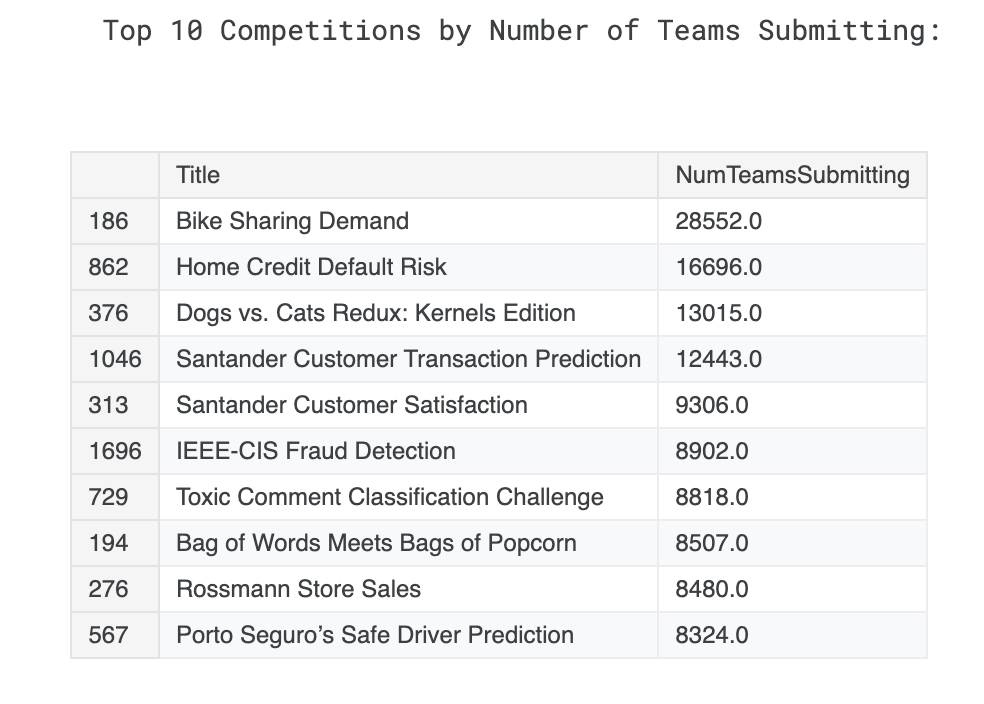 Top 10 Competitions by Number of Teams Submitting:
Title NumTeamsSubmitting
186 Bike Sharing Demand 28552.0
862 Home Credit Default Risk 16696.0
376 Dogs vs. Cats Redux: Kernels Edition 13015.0
1046 Santander Customer Transaction Prediction 12443.0
313 Santander Customer Satisfaction 9306.0
1696 IEEE-CIS Fraud Detection 8902.0
729 Toxic Comment Classification Challenge 8818.0
194 Bag of Words Meets Bags of Popcorn 8507.0
276 Rossmann Store Sales 8480.0
567 Porto Seguro’s Safe Driver Prediction 8324.0